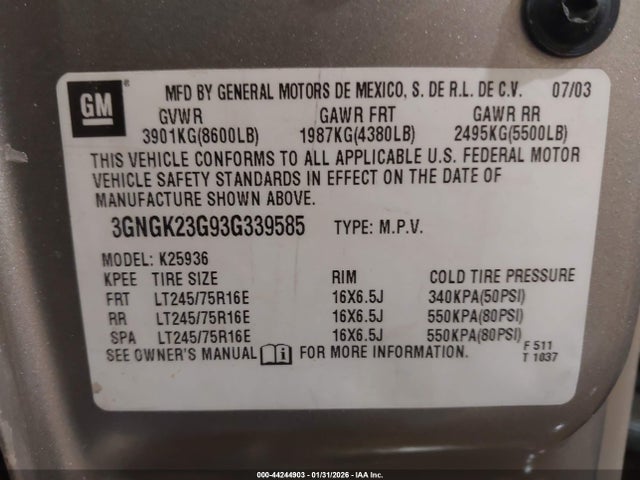 GM ® MFD BY GENERAL MOTORS DE MEXICO, S. DE R.L. DE C.V. 07/03
GVWR GAWR FRT GAWR RR
3901KG(8600LB) 1987KG(4380LB) 2495KG(5500LB)
THIS VEHICLE CONFORMS TO ALL APPLICABLE U.S. FEDERAL MOTOR
VEHICLE SAFETY STANDARDS IN EFFECT ON THE DATE OF
MANUFACTURE SHOWN ABOVE.
3GNGK23G93G339585 TYPE: M.P.V.
MODEL: K25936
KPEE TIRE SIZE RIM COLD TIRE PRESSURE
FRT LT245/75R16E 16X6.5J 340KPA(50PSI)
RR LT245/75R16E 16X6.5J 550KPA(80PSI)
SPA LT245/75R16E 16X6.5J 550KPA(80PSI)
SEE OWNER'S MANUAL i FOR MORE INFORMATION.
F 511
T 1037
000-44244903 - 01/31/2026 - IAA Inc.